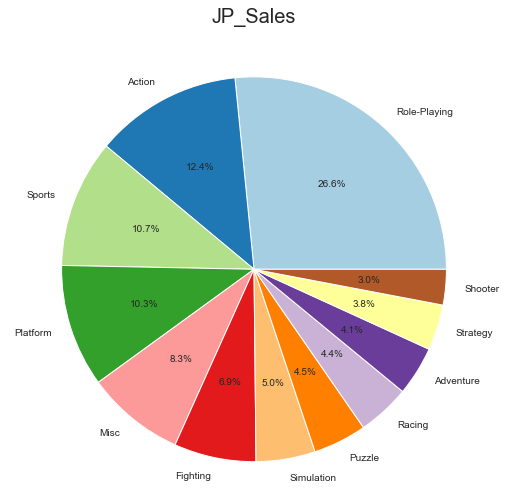 JP_Sales
Role-Playing
26.6%
Action
12.4%
Sports
10.7%
Platform
10.3%
Misc
8.3%
Fighting
6.9%
Simulation
5.0%
Puzzle
4.5%
Racing
4.4%
Adventure
4.1%
Strategy
3.8%
Shooter
3.0%